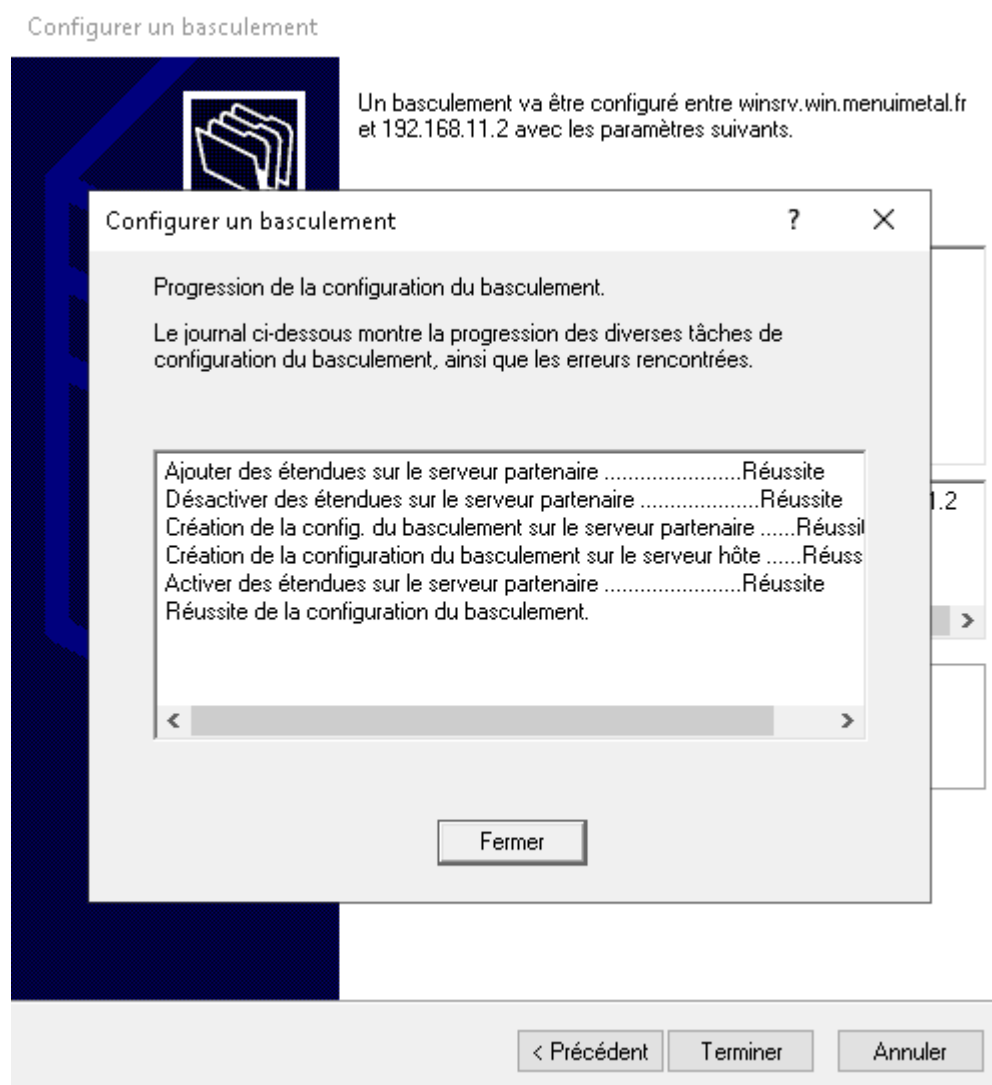 Configurer un basculement
Un basculement va être configuré entre winsrv.win.menuimetal.fr
et 192.168.11.2 avec les paramètres suivants.
Configurer un basculement
?
Progression de la configuration du basculement.
Le journal ci-dessous montre la progression des diverses tâches de
configuration du basculement, ainsi que les erreurs rencontrées.
Ajouter des étendues sur le serveur partenaire .......................Réussite
Désactiver des étendues sur le serveur partenaire ....................Réussite
Création de la config. du basculement sur le serveur partenaire ......Réussi
Création de la configuration du basculement sur le serveur hôte ......Réuss
Activer des étendues sur le serveur partenaire .......................Réussite
Réussite de la configuration du basculement.
1.2
Fermer
< Précédent
Terminer
Annuler